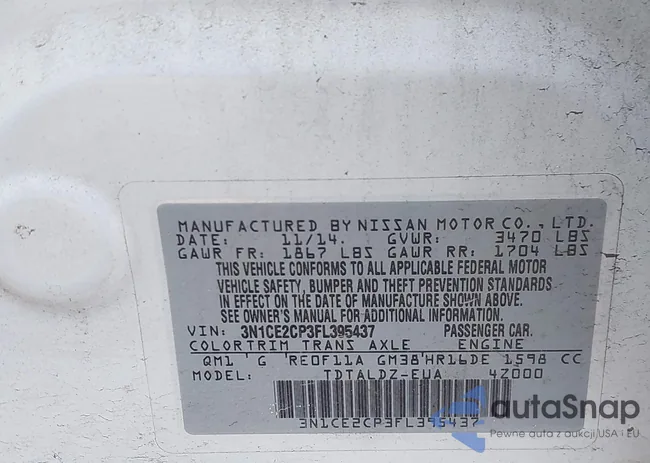 MANUFACTURED BY NISSAN MOTOR CO., LTD.
DATE: 11/14. GVWR: 3470 LBS
GAWR FR: 1867 LBS GAWR RR: 1704 LBS
THIS VEHICLE CONFORMS TO ALL APPLICABLE FEDERAL MOTOR
VEHICLE SAFETY, BUMPER AND THEFT PREVENTION STANDARDS
IN EFFECT ON THE DATE OF MANUFACTURE SHOWN ABOVE.
SEE OWNER'S MANUAL FOR ADDITIONAL INFORMATION.
VIN: 3N1CE2CP3FL395437 PASSENGER CAR.
COLOR TRIM TRANS AXLE ENGINE
QM1 G RE0F11A GM38 HR16DE 1598 CC
MODEL: TDTALDZ-EUA 4Z000
3N1CE2CP3FL395437
autoSnap
Pewne auta z aukcji USA i EU